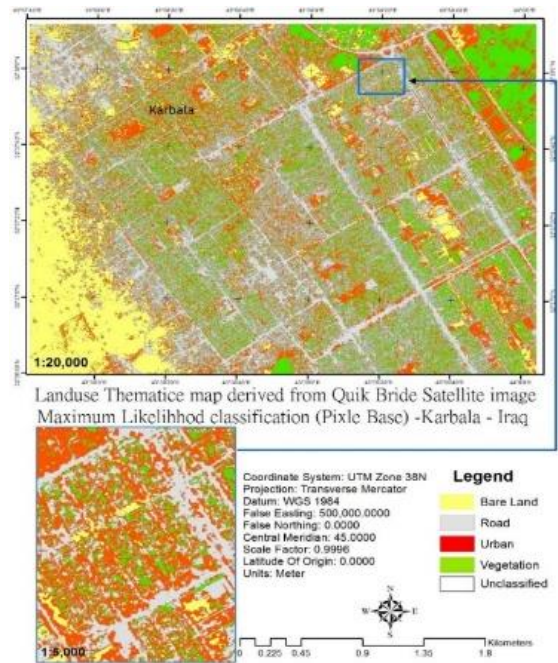 Karbala
1:20,000
Landuse Thematice map derived from Quik Bride Satellite image
Maximum Likelihhod classification (Pixle Base) -Karbala - Iraq
1:5,000
Coordinate System: UTM Zone 38N
Projection: Transverse Mercator
Datum: WGS 1984
False Easting: 500,000.0000
False Northing: 0.0000
Central Meridian: 45.0000
Scale Factor: 0.9996
Latitude Of Origin: 0.0000
Units: Meter
Legend
Bare Land
Road
Urban
Vegetation
Unclassified
N
W E
S
Kilometers
0 0.225 0.45 0.9 1.35 1.8